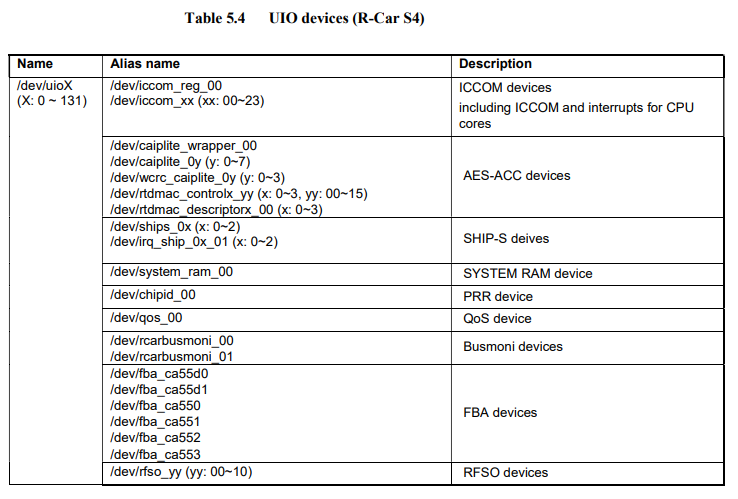 Table 5.4 UIO devices (R-Car S4)
Name Alias name Description
/dev/uioX
(X: 0 ~ 131)
/dev/iccom_reg_00
/dev/iccom_xx (xx: 00~23)
ICCOM devices
including ICCOM and interrupts for CPU
cores
/dev/caiplite_wrapper_00
/dev/caiplite_0y (y: 0~7)
/dev/wcrc_caiplite_0y (y: 0~3)
/dev/rtdmac_controlx_yy (x: 0~3, yy: 00~15)
/dev/rtdmac_descriptorx_00 (x: 0~3)
AES-ACC devices
/dev/ships_0x (x: 0~2)
/dev/irq_ship_0x_01 (x: 0~2)
SHIP-S deives
/dev/system_ram_00
SYSTEM RAM device
/dev/chipid_00
PRR device
/dev/qos_00
QoS device
/dev/rcarbusmoni_00
/dev/rcarbusmoni_01
Busmoni devices
/dev/fba_ca55d0
/dev/fba_ca55d1
/dev/fba_ca550
/dev/fba_ca551
/dev/fba_ca552
/dev/fba_ca553
FBA devices
/dev/rfso_yy (yy: 00~10)
RFSO devices